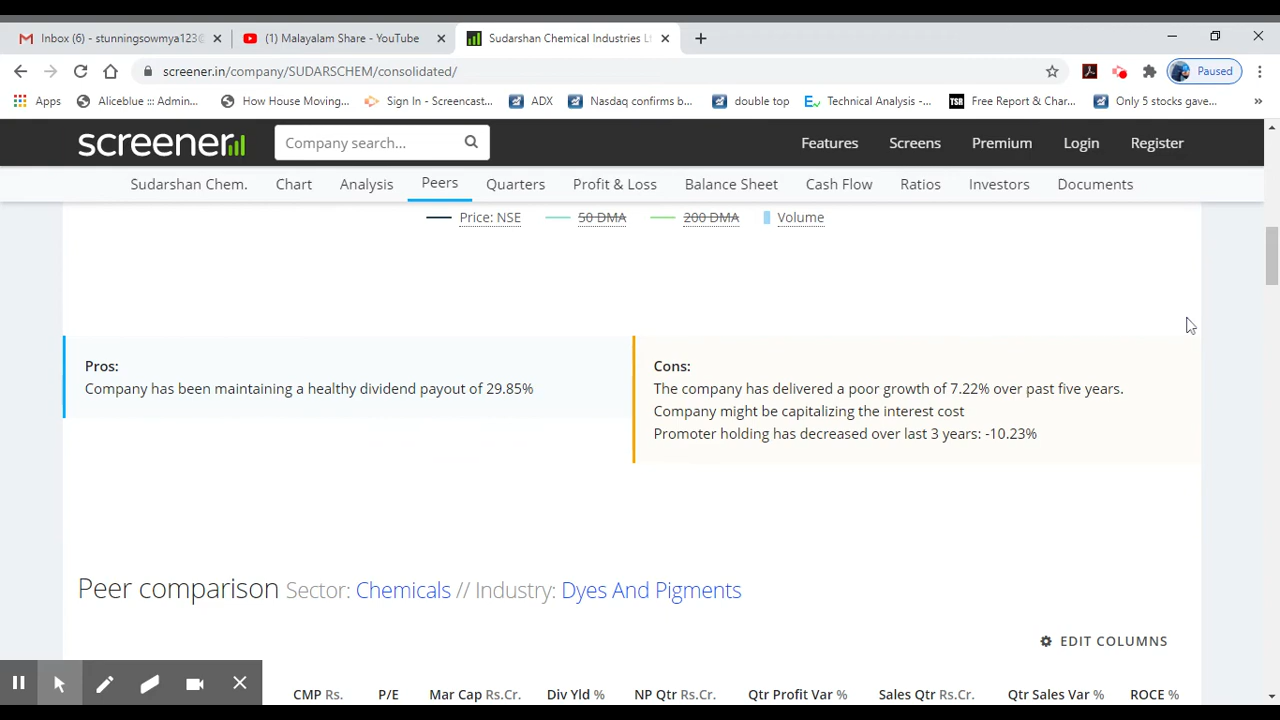 Inbox (6) - stunningsowmya123@
(1) Malayalam Share - YouTube
Sudarshan Chemical Industries Lt
screener.in/company/SUDARSCHEM/consolidated/
Paused
Apps
Aliceblue ::: Admin...
How House Moving...
Sign In - Screencast...
ADX
Nasdaq confirms b...
double top
Technical Analysis -...
TSR
Free Report & Char...
Only 5 stocks gave...
»
screener
Company search...
Features
Screens
Premium
Login
Register
Sudarshan Chem.
Chart
Analysis
Peers
Quarters
Profit & Loss
Balance Sheet
Cash Flow
Ratios
Investors
Documents
Price: NSE
50 DMA
200 DMA
Volume
Pros:
Company has been maintaining a healthy dividend payout of 29.85%
Cons:
The company has delivered a poor growth of 7.22% over past five years.
Company might be capitalizing the interest cost
Promoter holding has decreased over last 3 years: -10.23%
Peer comparison Sector: Chemicals // Industry: Dyes And Pigments
EDIT COLUMNS
CMP Rs.
P/E
Mar Cap Rs.Cr.
Div Yld %
NP Qtr Rs.Cr.
Qtr Profit Var %
Sales Qtr Rs.Cr.
Qtr Sales Var %
ROCE %